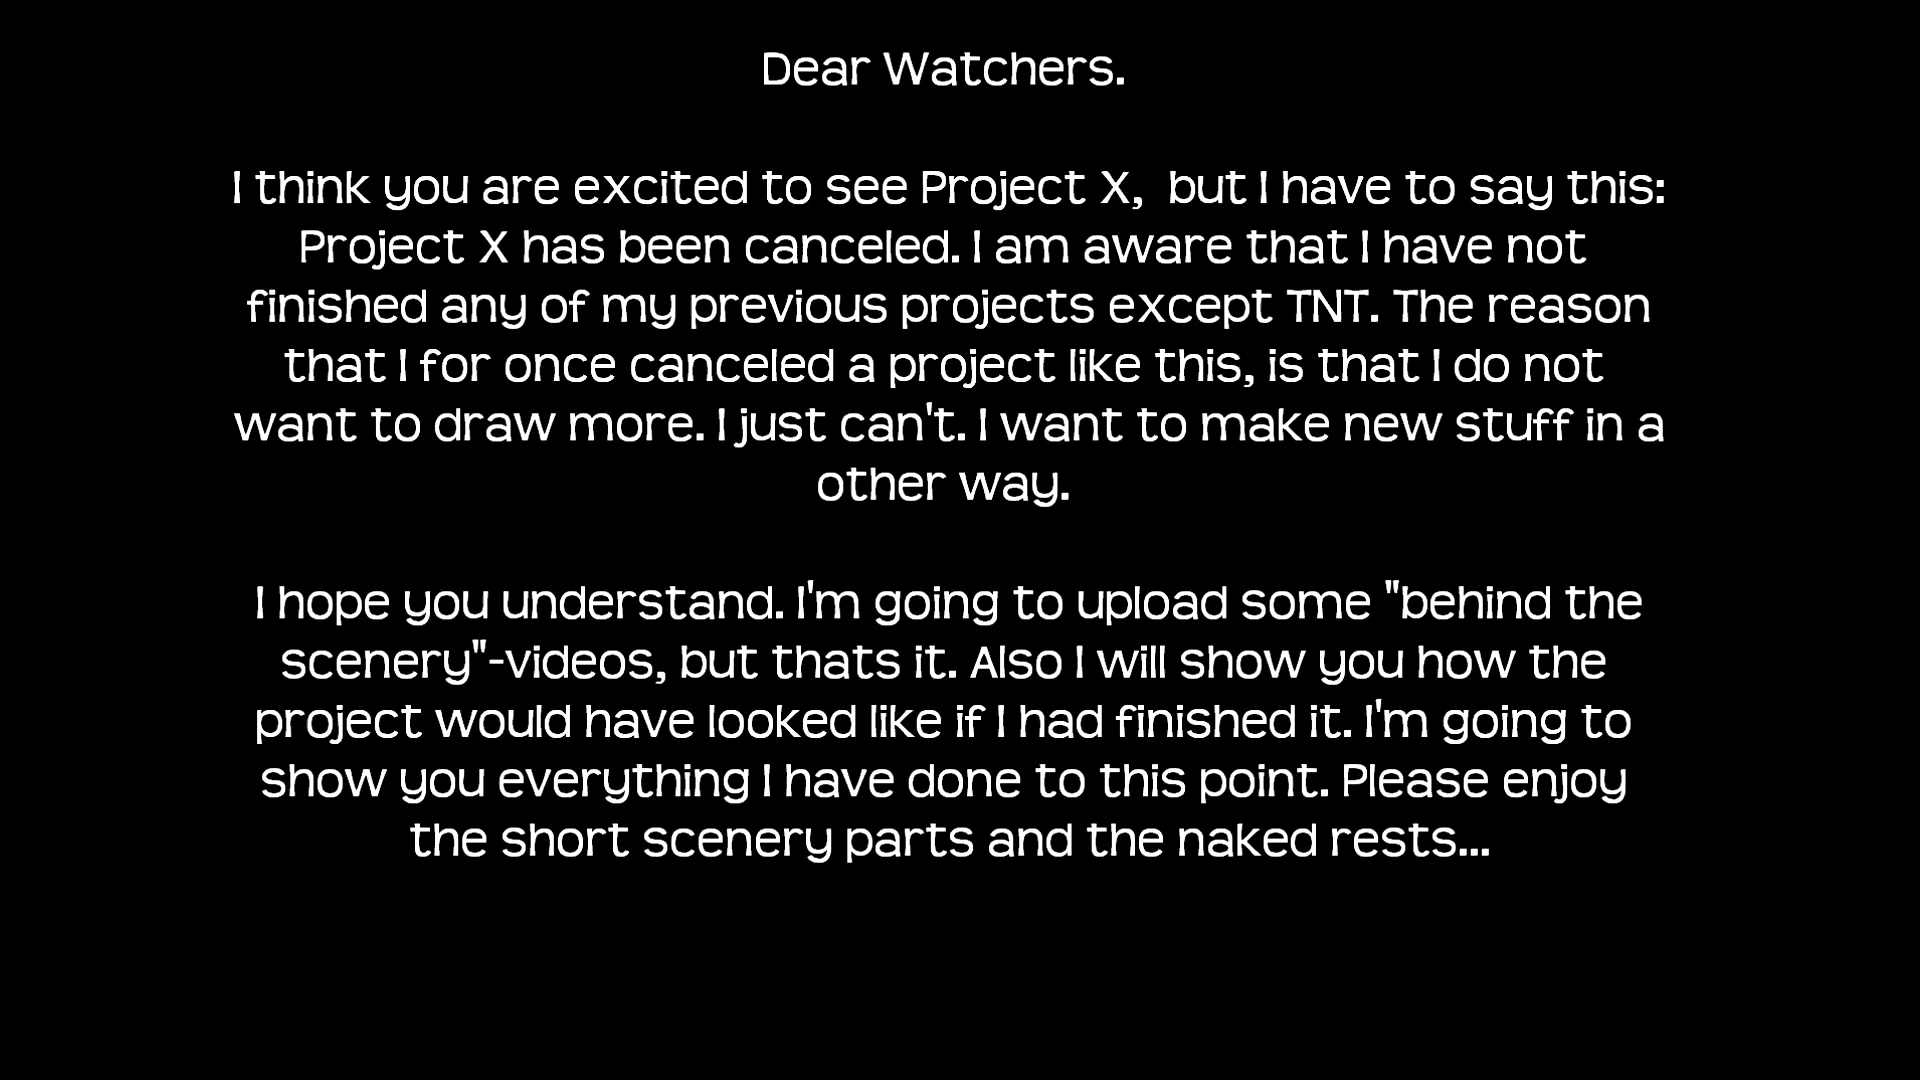 Dear Watchers.
I think you are excited to see Project X,  but I have to say this:
Project X has been canceled. I am aware that I have not
finished any of my previous projects except TNT. The reason
that I for once canceled a project like this, is that I do not
want to draw more. I just can't. I want to make new stuff in a
other way.
I hope you understand. I'm going to upload some "behind the
scenery"-videos, but thats it. Also I will show you how the
project would have looked like if I had finished it. I'm going to
show you everything I have done to this point. Please enjoy
the short scenery parts and the naked rests...